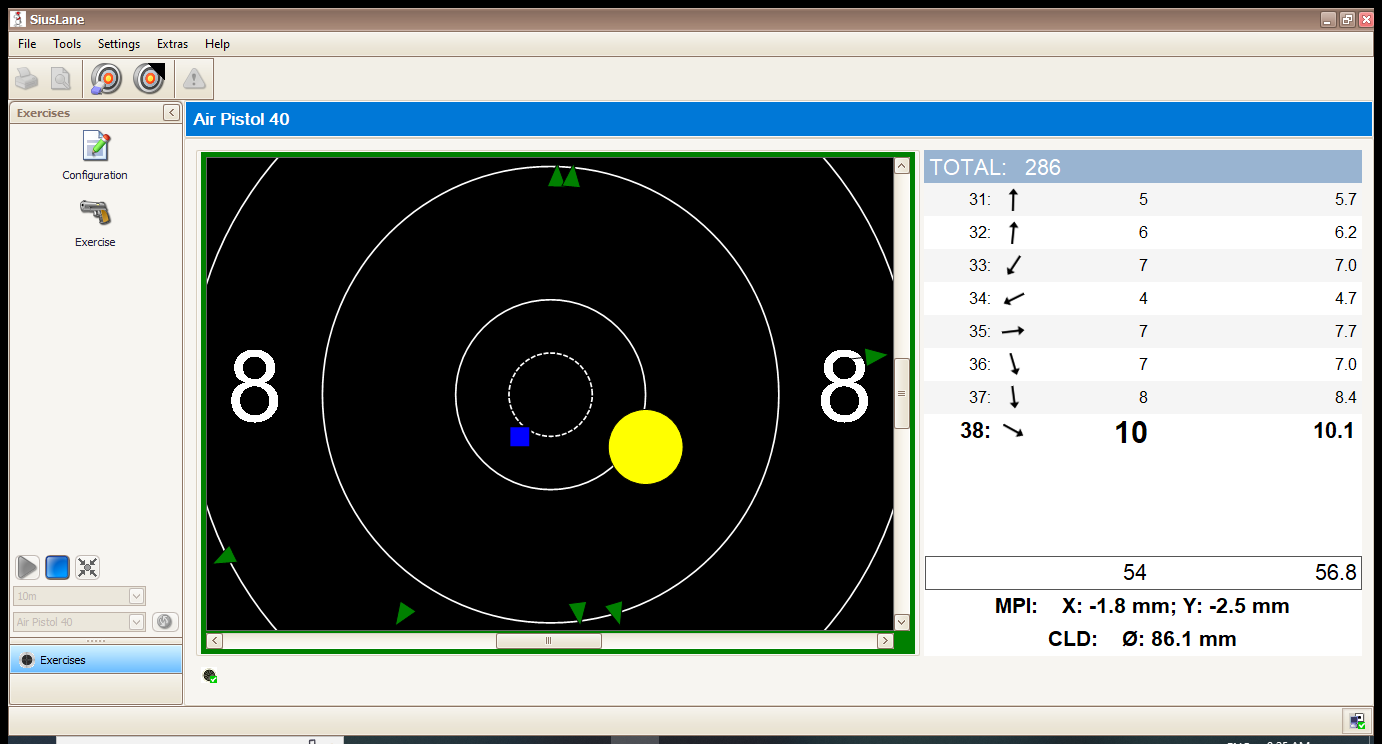 SiusLane
File Tools Settings Extras Help
Exercises
Configuration
Exercise
10m
Air Pistol 40
Exercises
Air Pistol 40
8 8
TOTAL: 286
31: 5 5.7
32: 6 6.2
33: 7 7.0
34: 4 4.7
35: 7 7.7
36: 7 7.0
37: 8 8.4
38: 10 10.1
54 56.8
MPI: X: -1.8 mm; Y: -2.5 mm
CLD: Ø: 86.1 mm